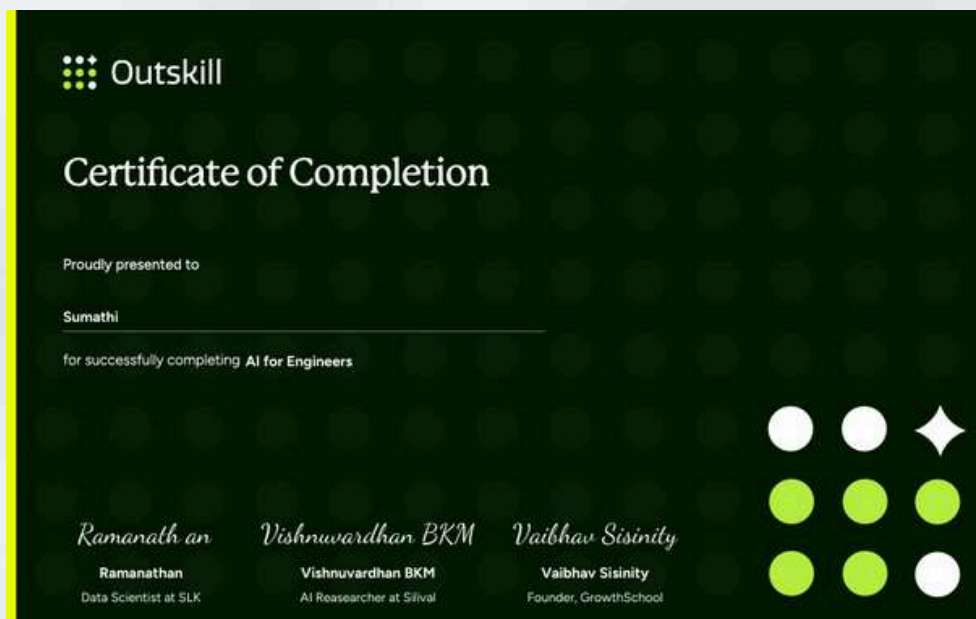 Outskill
Certificate of Completion
Proudly presented to
Sumathi
for successfully completing AI for Engineers
Ramanath an Vishnuvardhan BKM Vaibhav Sisinity
Ramanathan Vishnuvardhan BKM Vaibhav Sisinity
Data Scientist at SLK AI Reasearcher at Silival Founder, GrowthSchool